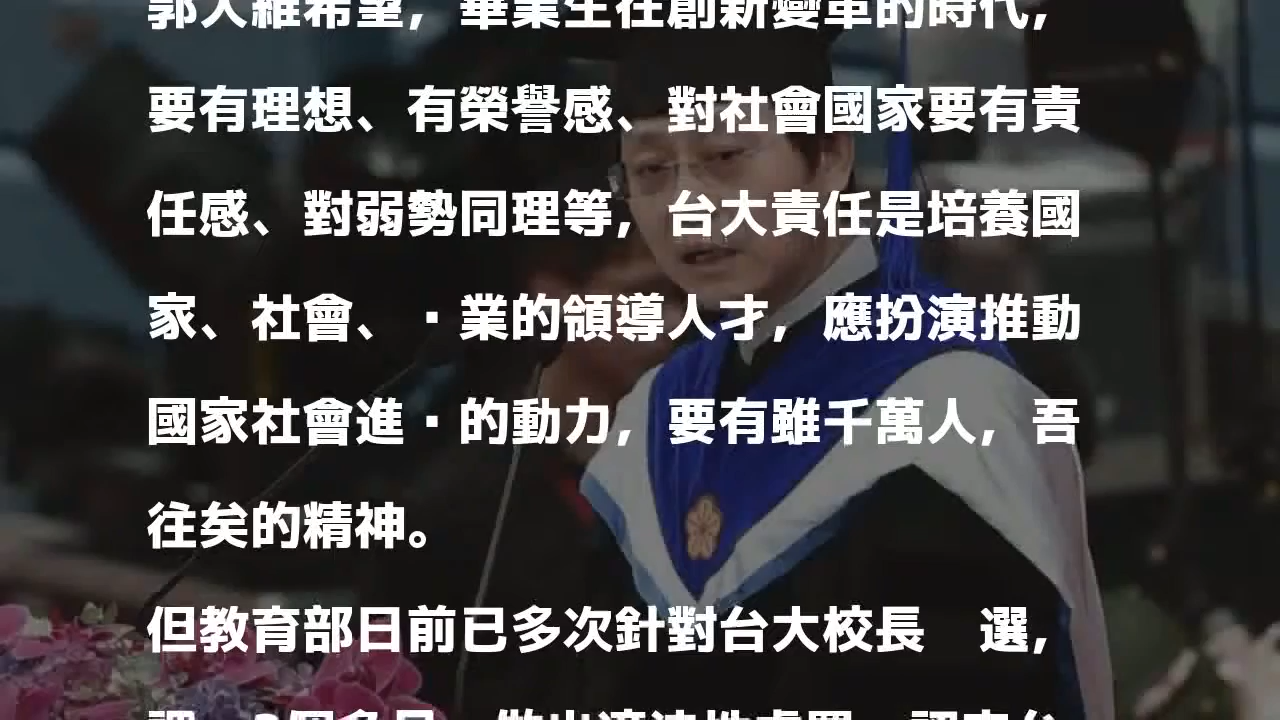 郭大維希望，畢業生在創新變革的時代，
要有理想、有榮譽感、對社會國家要有責
任感、對弱勢同理等，台大責任是培養國
家、社會、▪業的領導人才，應扮演推動
國家社會進▪的動力，要有雖千萬人，吾
往矣的精神。
但教育部日前已多次針對台大校長　選，